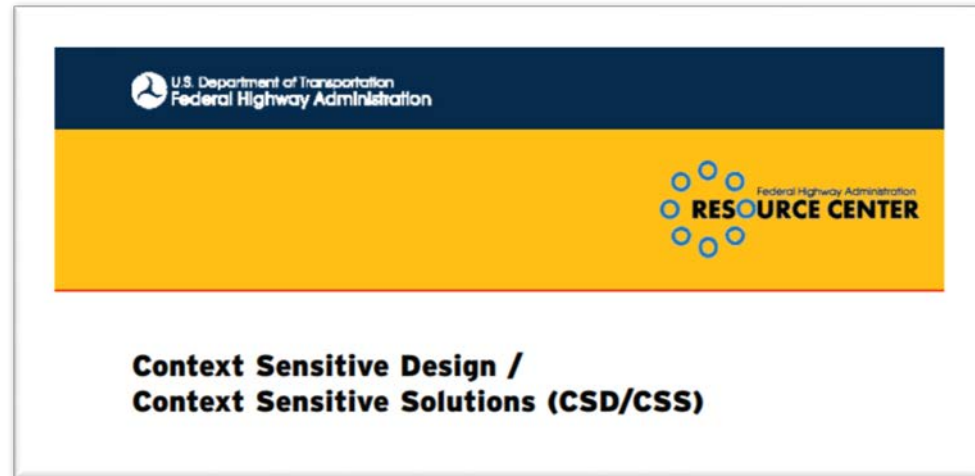 U.S. Department of Transportation
Federal Highway Administration
Federal Highway Administration
RESOURCE CENTER
Context Sensitive Design /
Context Sensitive Solutions (CSD/CSS)